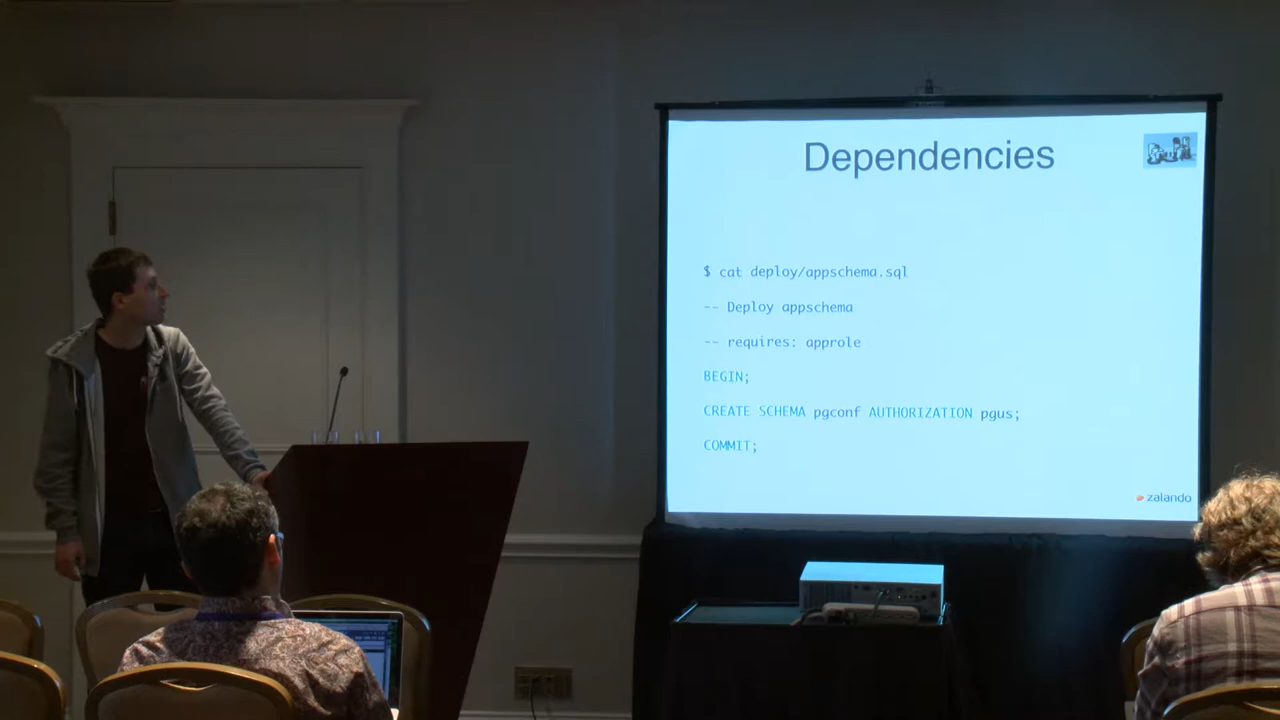 Dependencies
$ cat deploy/appschema.sql
-- Deploy appschema
-- requires: approle
BEGIN;
CREATE SCHEMA pgconf AUTHORIZATION pgus;
COMMIT;
zalando